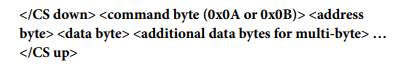 </CS down> <command byte (0x0A or 0x0B)> <address
byte> <data byte> <additional data bytes for multi-byte> …
</CS up>